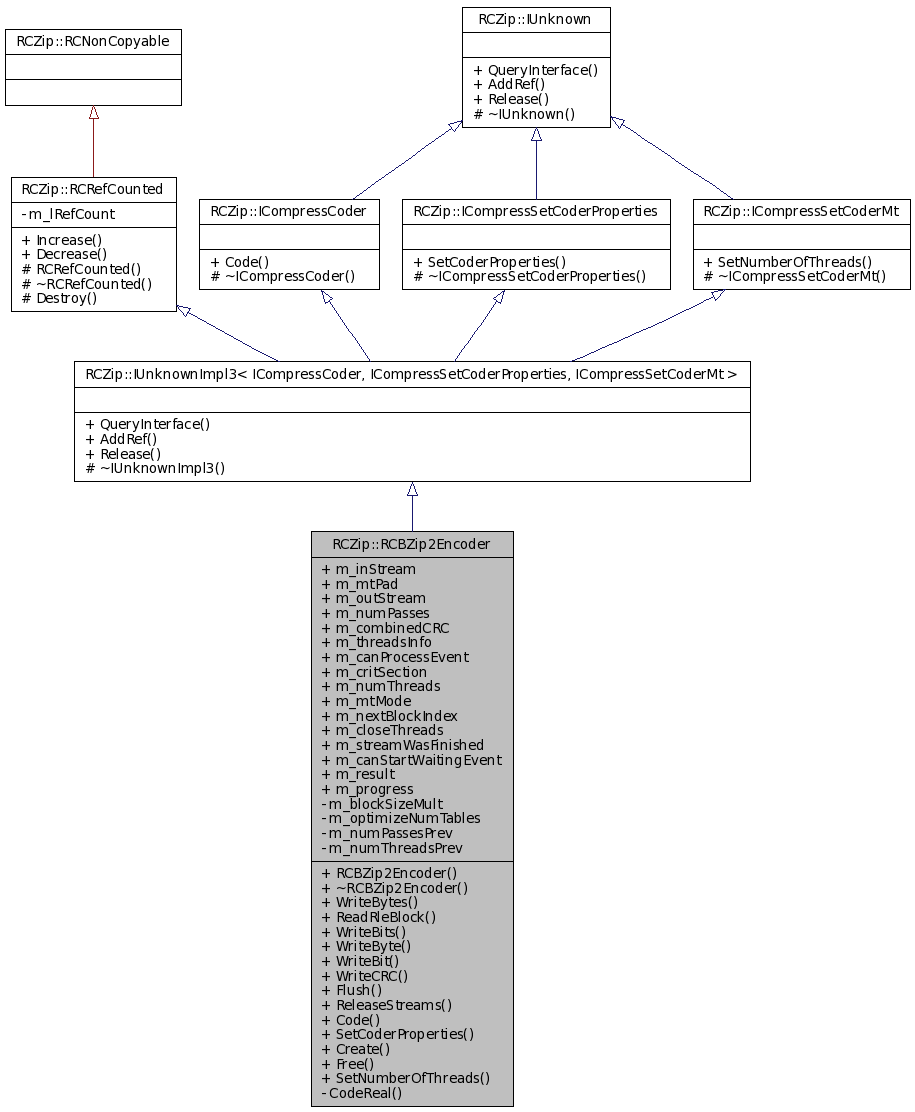 RCZip::IUnknown
+ QueryInterface()
+ AddRef()
+ Release()
# ~IUnknown()
RCZip::RCNonCopyable
RCZip::RCRefCounted
- m_lRefCount
+ Increase()
+ Decrease()
# RCRefCounted()
# ~RCRefCounted()
# Destroy()
RCZip::ICompressCoder
+ Code()
# ~ICompressCoder()
RCZip::ICompressSetCoderProperties
+ SetCoderProperties()
# ~ICompressSetCoderProperties()
RCZip::ICompressSetCoderMt
+ SetNumberOfThreads()
# ~ICompressSetCoderMt()
RCZip::IUnknownImpl3< ICompressCoder, ICompressSetCoderProperties, ICompressSetCoderMt >
+ QueryInterface()
+ AddRef()
+ Release()
# ~IUnknownImpl3()
RCZip::RCBZip2Encoder
+ m_inStream
+ m_mtPad
+ m_outStream
+ m_numPasses
+ m_combinedCRC
+ m_threadsInfo
+ m_canProcessEvent
+ m_critSection
+ m_numThreads
+ m_mtMode
+ m_nextBlockIndex
+ m_closeThreads
+ m_streamWasFinished
+ m_canStartWaitingEvent
+ m_result
+ m_progress
- m_blockSizeMult
- m_optimizeNumTables
- m_numPassesPrev
- m_numThreadsPrev
+ RCBZip2Encoder()
+ ~RCBZip2Encoder()
+ WriteBytes()
+ ReadRleBlock()
+ WriteBits()
+ WriteByte()
+ WriteBit()
+ WriteCRC()
+ Flush()
+ ReleaseStreams()
+ Code()
+ SetCoderProperties()
+ Create()
+ Free()
+ SetNumberOfThreads()
- CodeReal()